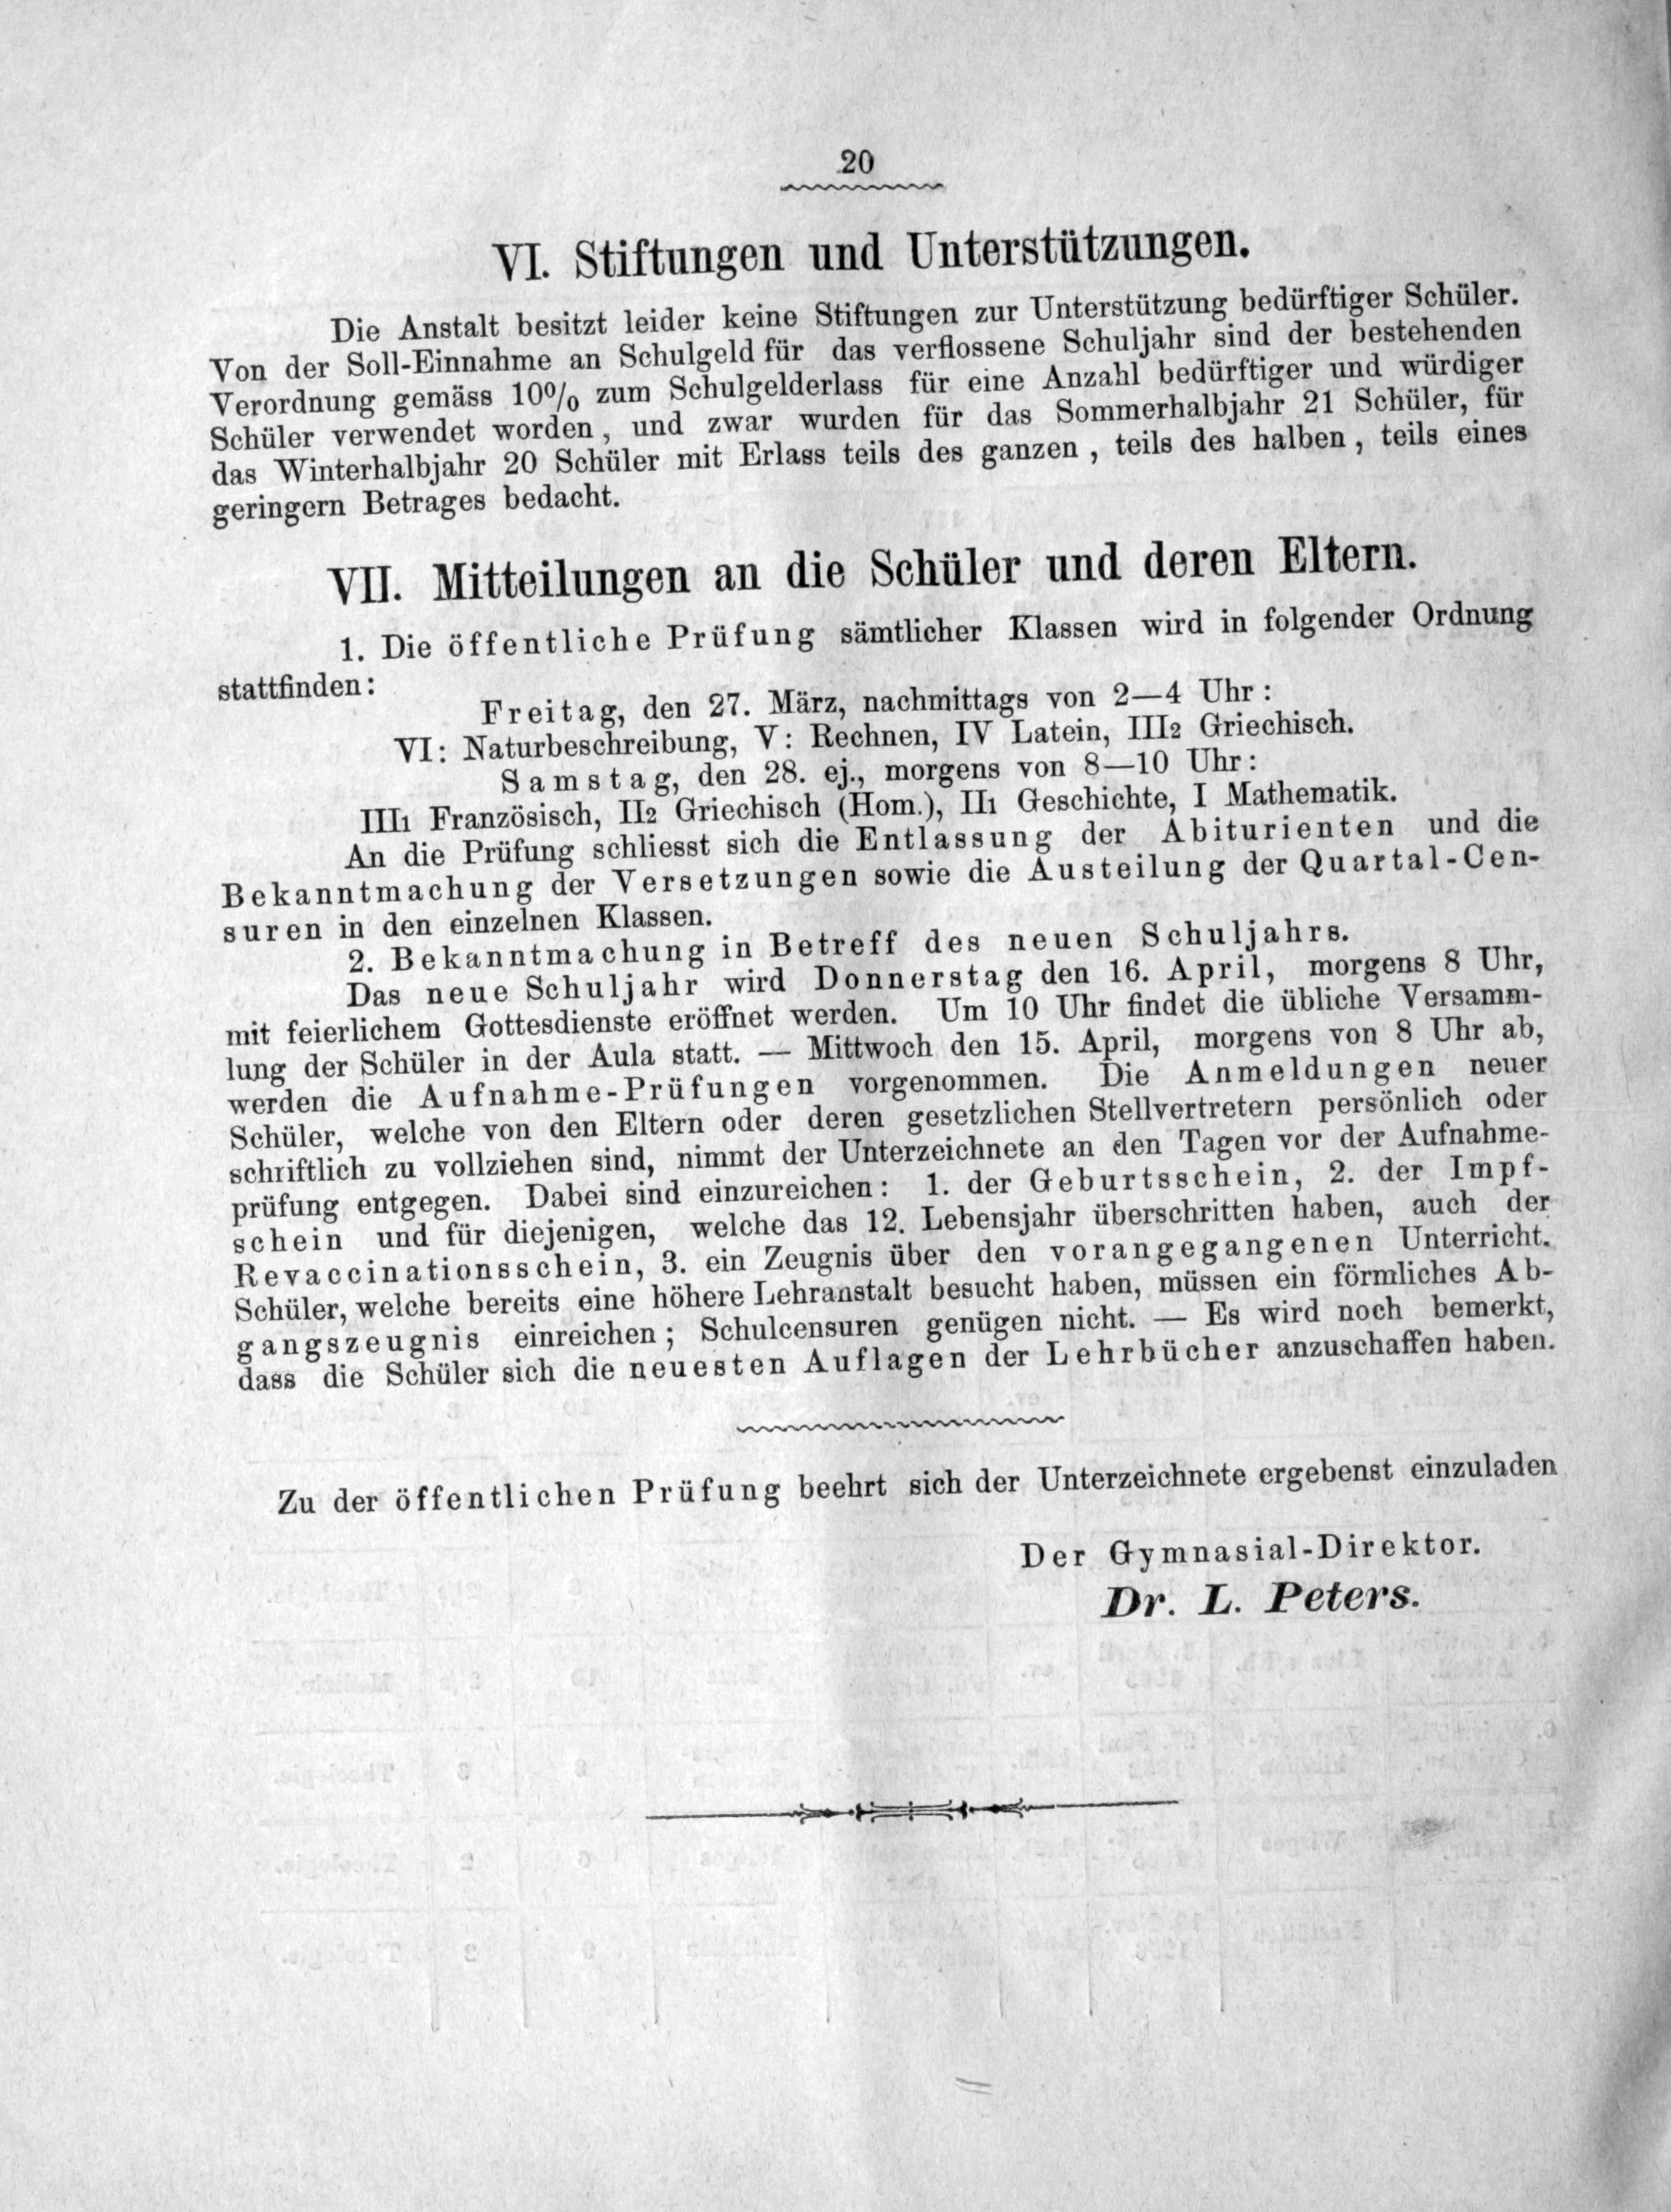 20
VI. Stiftungen und Unterstützungen.
Die Anstalt besitzt leider keine Stiftungen zur Unterstützung bedürftiger Schüler.
Von der Soll-Einnahme an Schulgeld für das verflossene Schuljahr sind der bestehenden
Verordnung gemäss 10% zum Schulgelderlass für eine Anzahl bedürftiger und würdiger
Schüler verwendet worden, und zwar wurden für das Sommerhalbjahr 21 Schüler, für
das Winterhalbjahr 20 Schüler mit Erlass teils des ganzen, teils des halben, teils eines
geringern Betrages bedacht.
VII. Mitteilungen an die Schüler und deren Eltern.
1. Die öffentliche Prüfung sämtlicher Klassen wird in folgender Ordnung
stattfinden:
Freitag, den 27. März, nachmittags von 2—4 Uhr:
VI: Naturbeschreibung, V: Rechnen, IV Latein, III2 Griechisch.
Samstag, den 28. ej., morgens von 8—10 Uhr:
III1 Französisch, II2 Griechisch (Hom.), II1 Geschichte, I Mathematik.
An die Prüfung schliesst sich die Entlassung der Abiturienten und die
Bekanntmachung der Versetzungen sowie die Austeilung der Quartal-Cen-
suren in den einzelnen Klassen.
2. Bekanntmachung in Betreff des neuen Schuljahrs.
Das neue Schuljahr wird Donnerstag den 16. April, morgens 8 Uhr,
mit feierlichem Gottesdienste eröffnet werden. Um 10 Uhr findet die übliche Versamm-
lung der Schüler in der Aula statt. — Mittwoch den 15. April, morgens von 8 Uhr ab,
werden die Aufnahme-Prüfungen vorgenommen. Die Anmeldungen neuer
Schüler, welche von den Eltern oder deren gesetzlichen Stellvertretern persönlich oder
schriftlich zu vollziehen sind, nimmt der Unterzeichnete an den Tagen vor der Aufnahme-
prüfung entgegen. Dabei sind einzureichen: 1. der Geburtsschein, 2. der Impf-
schein und für diejenigen, welche das 12. Lebensjahr überschritten haben, auch der
Revaccinationsschein, 3. ein Zeugnis über den vorangegangenen Unterricht.
Schüler, welche bereits eine höhere Lehranstalt besucht haben, müssen ein förmliches Ab-
gangszeugnis einreichen; Schulcensuren genügen nicht. — Es wird noch bemerkt,
dass die Schüler sich die neuesten Auflagen der Lehrbücher anzuschaffen haben.
Zu der öffentlichen Prüfung beehrt sich der Unterzeichnete ergebenst einzuladen
Der Gymnasial-Direktor.
Dr. L. Peters.